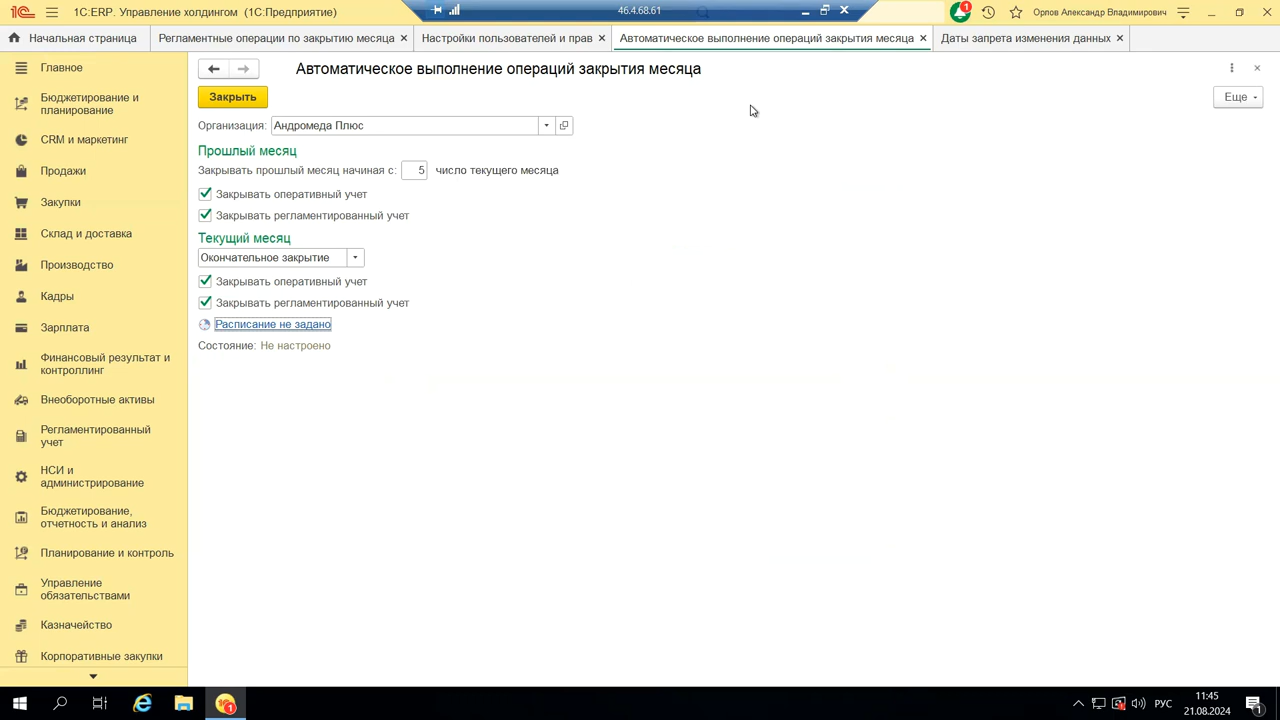 1С:ERP. Управление холдингом (1С:Предприятие)
46.4.68.61
1
Орлов Александр Владимирович
Начальная страница
Регламентные операции по закрытию месяца
Настройки пользователей и прав
Автоматическое выполнение операций закрытия месяца
Даты запрета изменения данных
Главное
Бюджетирование и
планирование
CRM и маркетинг
Продажи
Закупки
Склад и доставка
Производство
Кадры
Зарплата
Финансовый результат и
контроллинг
Внеоборотные активы
Регламентированный
учет
НСИ и
администрирование
Бюджетирование,
отчетность и анализ
Планирование и контроль
Управление
обязательствами
Казначейство
Корпоративные закупки
Автоматическое выполнение операций закрытия месяца
Закрыть
Еще
Организация: Андромеда Плюс
Прошлый месяц
Закрывать прошлый месяц начиная с: 5 число текущего месяца
Закрывать оперативный учет
Закрывать регламентированный учет
Текущий месяц
Окончательное закрытие
Закрывать оперативный учет
Закрывать регламентированный учет
Расписание не задано
Состояние: Не настроено
1
РУС
11:45
21.08.2024
1